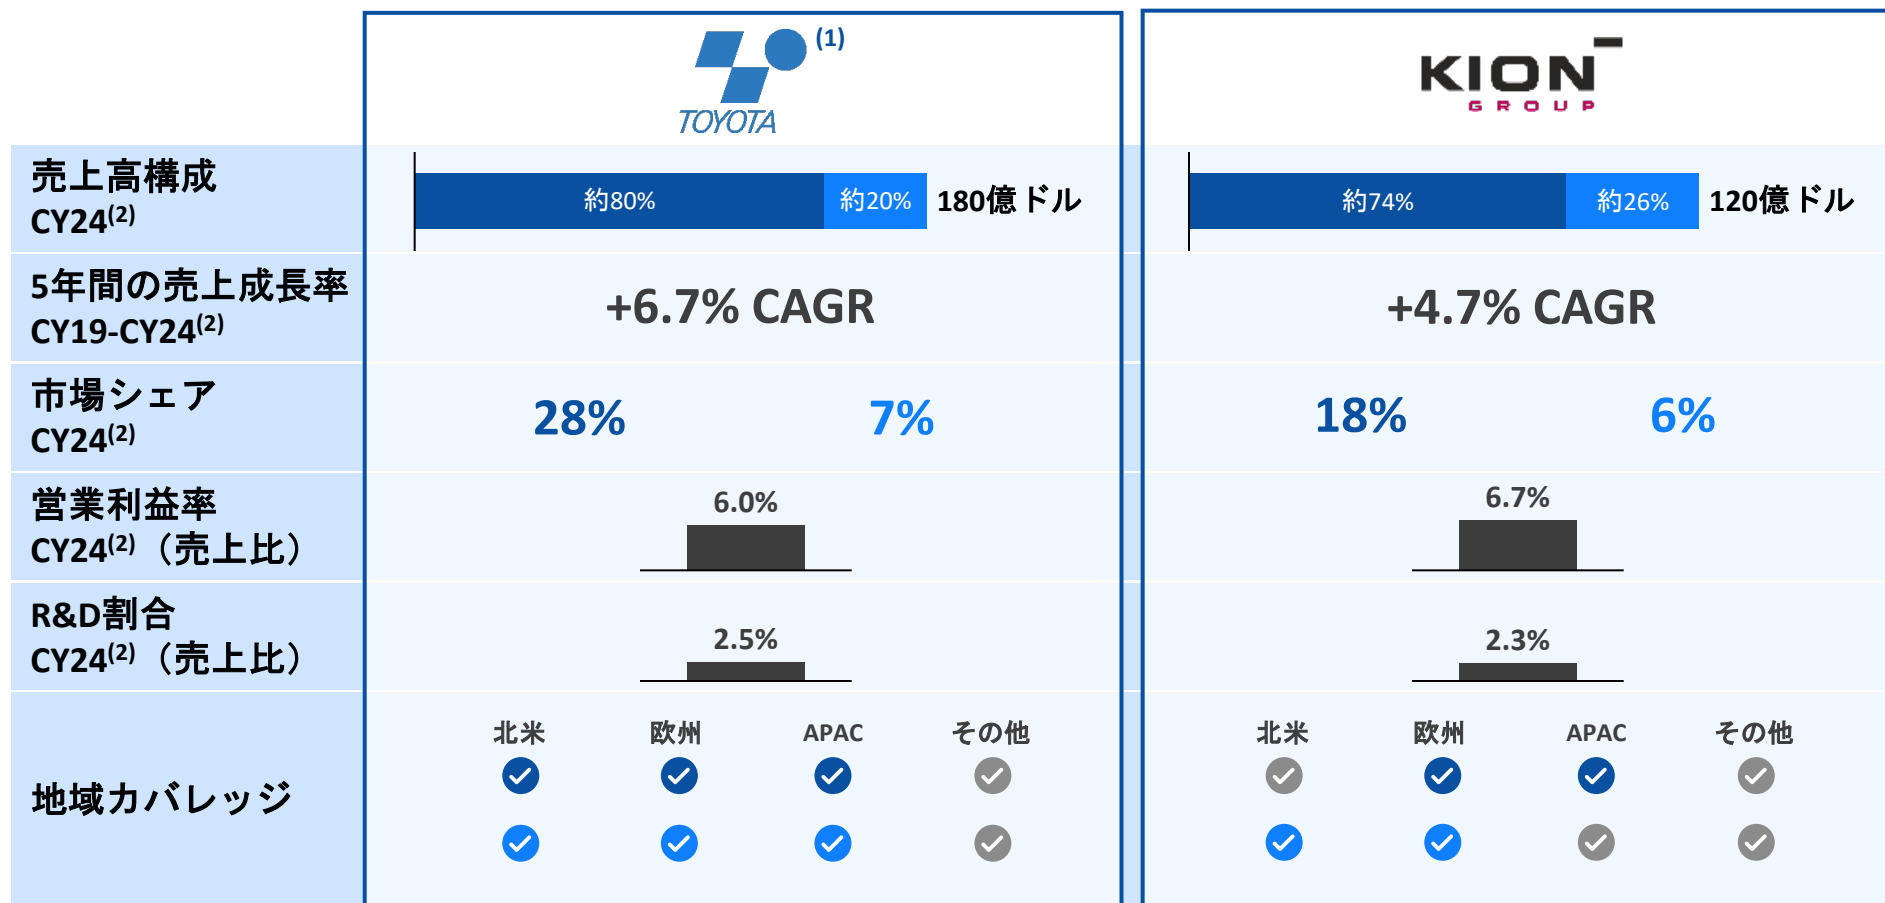 TOYOTA
(1)
KION
GROUP
売上高構成
CY24(2)
約80%
約20%
180億ドル
約74%
約26%
120億ドル
5年間の売上成長率
CY19-CY24(2)
+6.7% CAGR
+4.7% CAGR
市場シェア
CY24(2)
28%
7%
18%
6%
営業利益率
CY24(2)（売上比）
6.0%
6.7%
R&D割合
CY24(2)（売上比）
2.5%
2.3%
地域カバレッジ
北米 欧州 APAC その他
北米 欧州 APAC その他